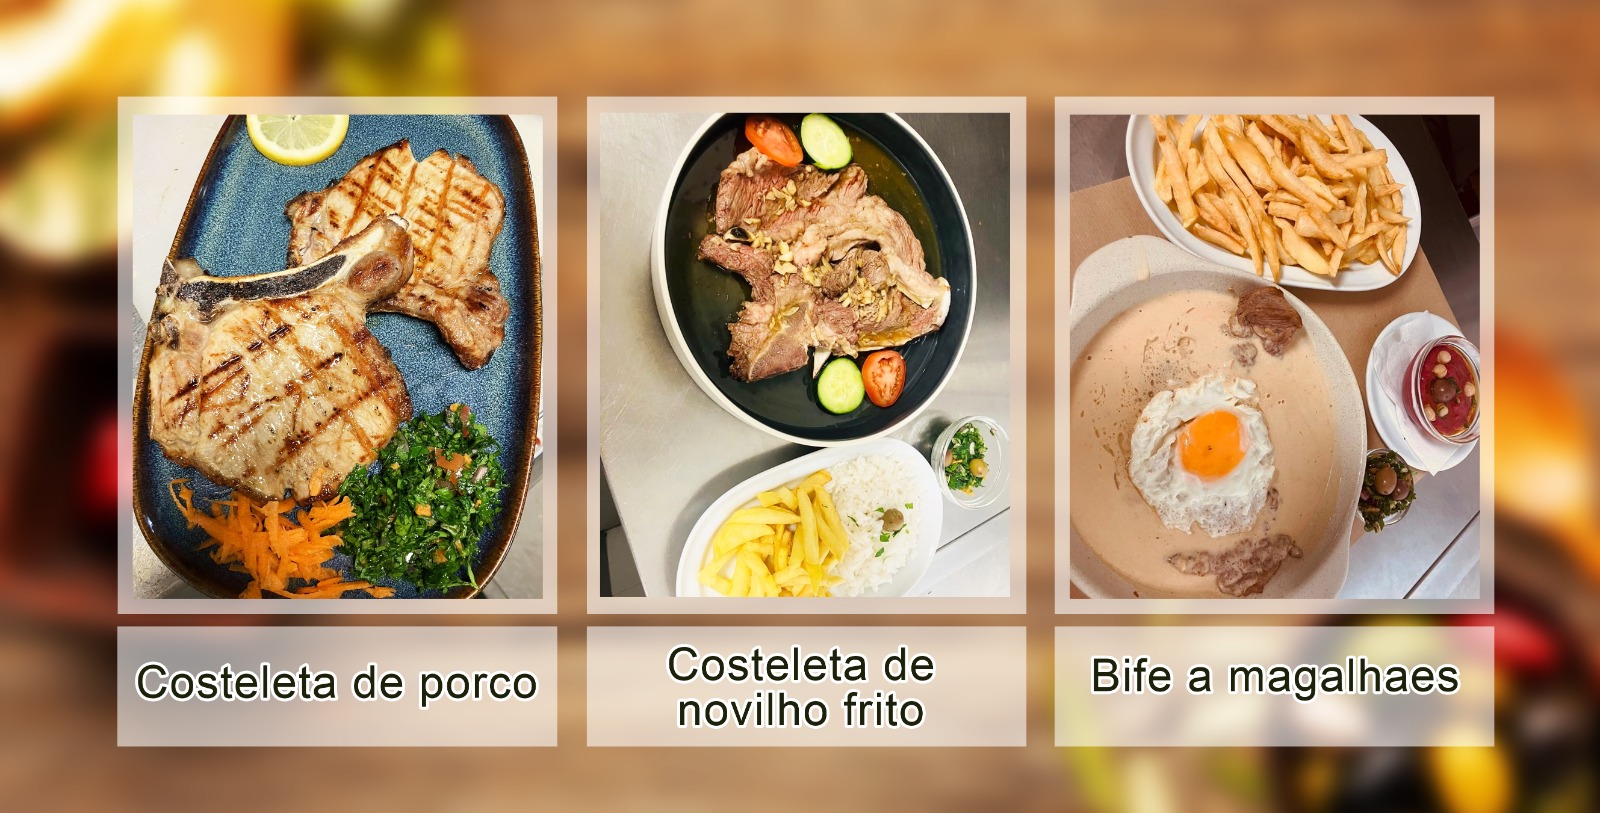 Costeleta de porco
Costeleta de
novilho frito
Bife a magalhaes